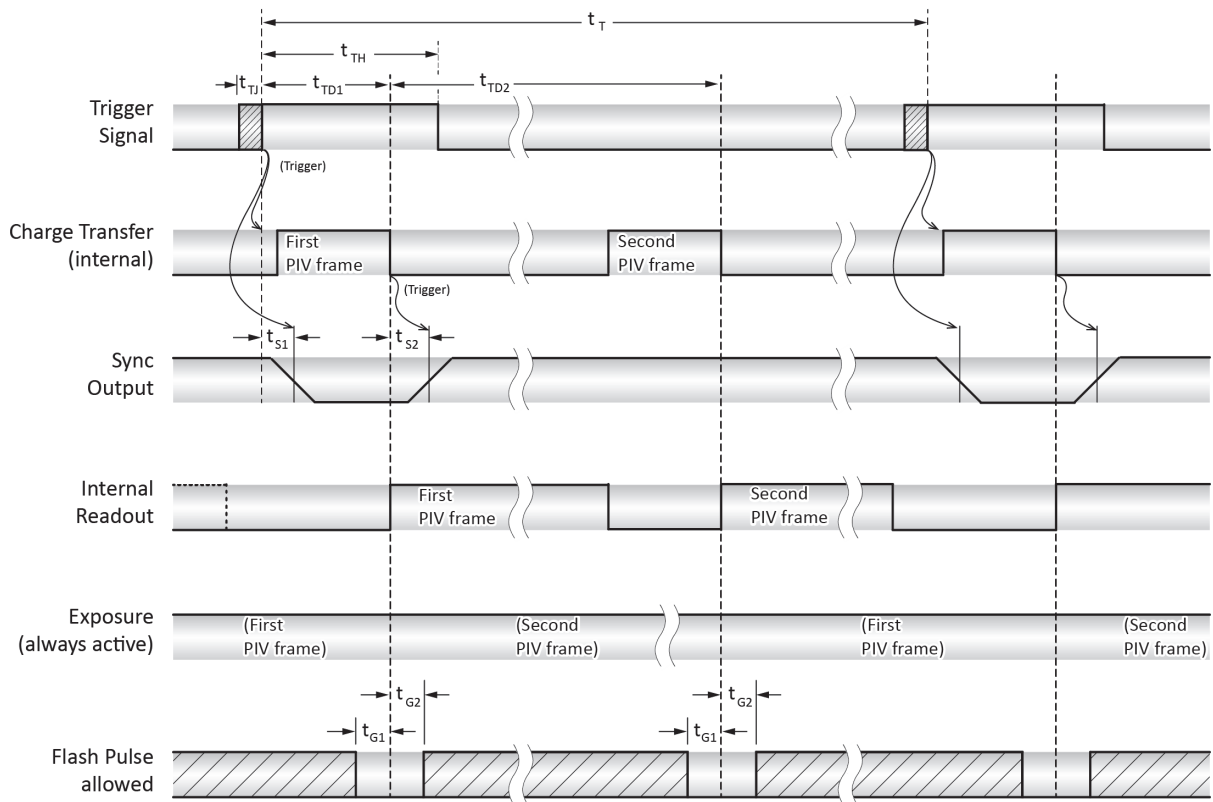 t T
t TH
t TJ
t TD1
t TD2
Trigger
Signal
(Trigger)
Charge Transfer
(internal)
First
PIV frame
Second
PIV frame
(Trigger)
t S1
t S2
Sync
Output
Internal
Readout
First
PIV frame
Second
PIV frame
Exposure
(always active)
(First
PIV frame)
(Second
PIV frame)
(First
PIV frame)
(Second
PIV frame)
t G2
t G2
t G1
t G1
Flash Pulse
allowed